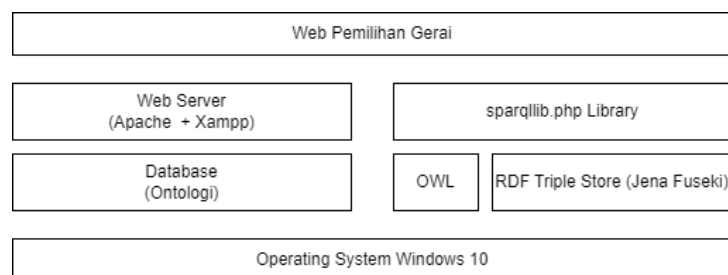 Web Pemilihan Gerai
Web Server
(Apache + Xampp)
sparqllib.php Library
Database
(Ontologi)
OWL
RDF Triple Store (Jena Fuseki)
Operating System Windows 10